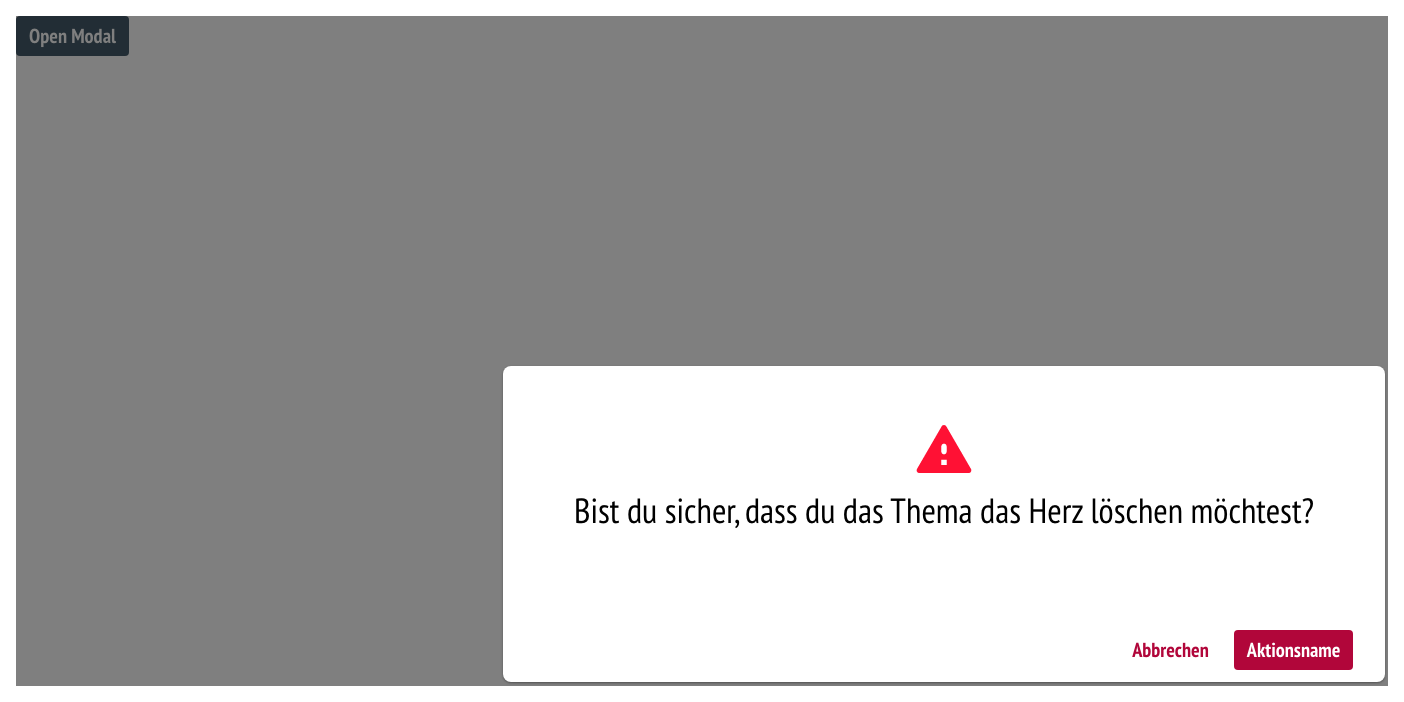 Open Modal
Bist du sicher, dass du das Thema das Herz löschen möchtest?
Abbrechen
Aktionsname